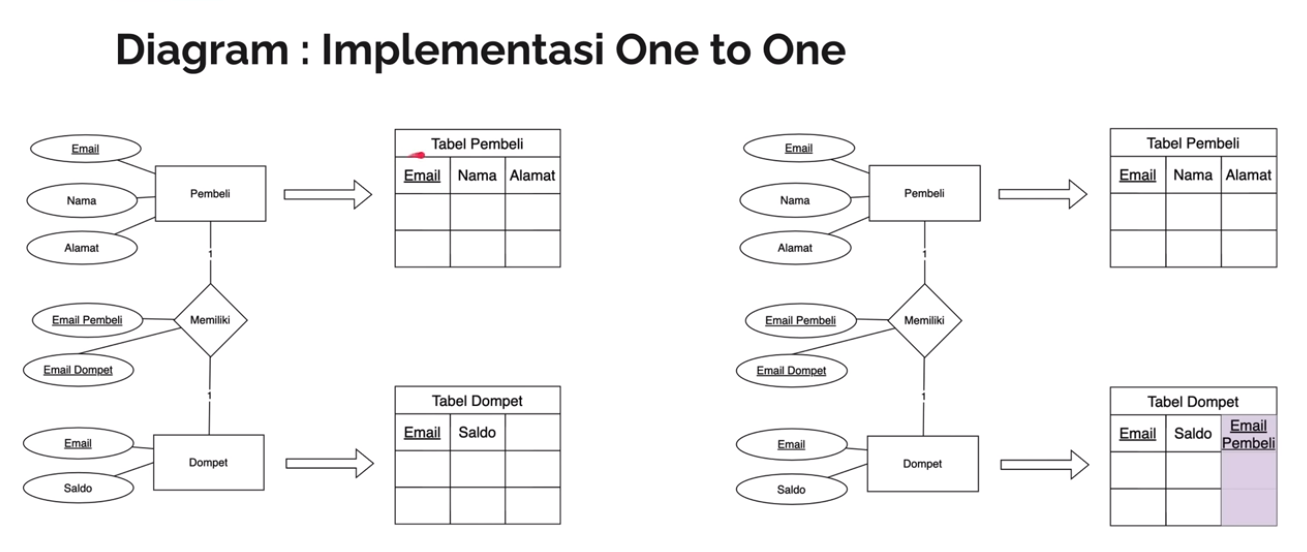 Diagram : Implementasi One to One
Email
Nama
Alamat
Pembeli
1
Email Pembeli
Email Dompet
Memiliki
1
Email
Saldo
Dompet
Tabel Pembeli
Email Nama Alamat
Tabel Dompet
Email Saldo
Email
Nama
Alamat
Pembeli
1
Email Pembeli
Email Dompet
Memiliki
1
Email
Saldo
Dompet
Tabel Pembeli
Email Nama Alamat
Tabel Dompet
Email Saldo Email
Pembeli